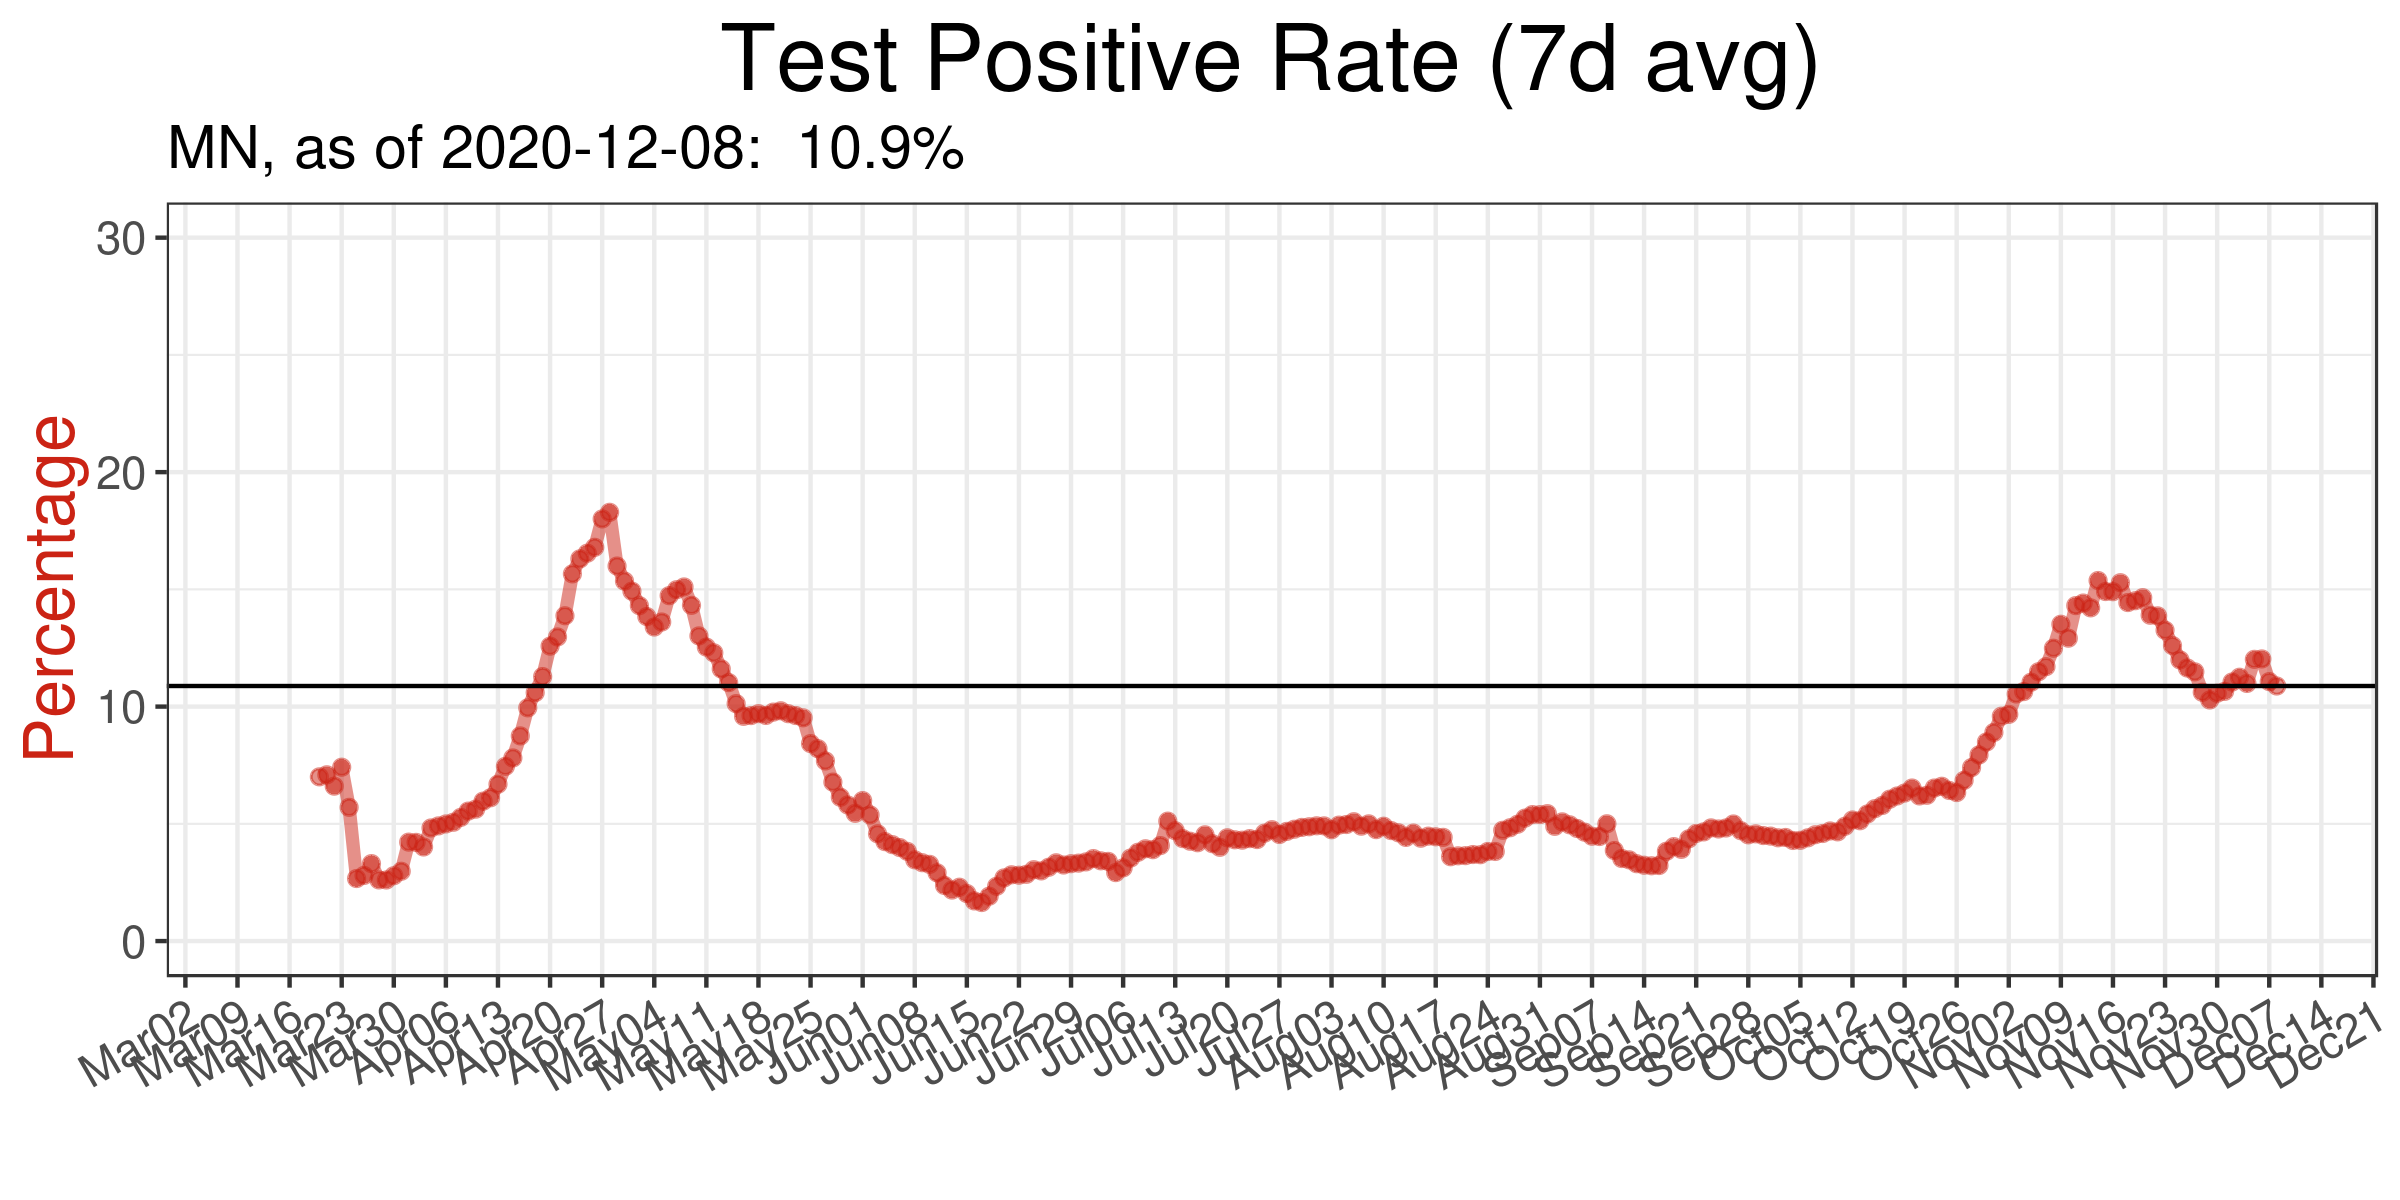 Test Positive Rate (7d avg)
MN, as of 2020-12-08:  10.9%
Percentage
30
20
10
0
Mar02
Mar09
Mar16
Mar23
Mar30
Apr06
Apr13
Apr20
Apr27
May04
May11
May18
May25
Jun01
Jun08
Jun15
Jun22
Jun29
Jul06
Jul13
Jul20
Jul27
Aug03
Aug10
Aug17
Aug24
Aug31
Sep07
Sep14
Sep21
Sep28
Oct05
Oct12
Oct19
Oct26
Nov02
Nov09
Nov16
Nov23
Nov30
Dec07
Dec14
Dec21